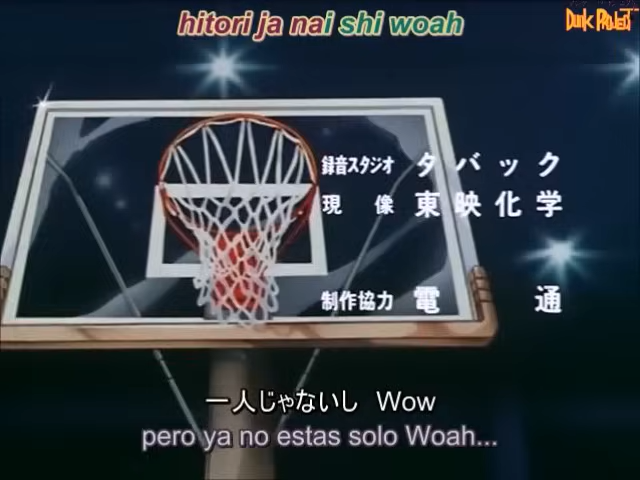 hitori ja nai shi woah
Dunk Project
録音スタジオ タバック
現像 東映化学
制作協力 電通
一人じゃないし Wow
pero ya no estas solo Woah...